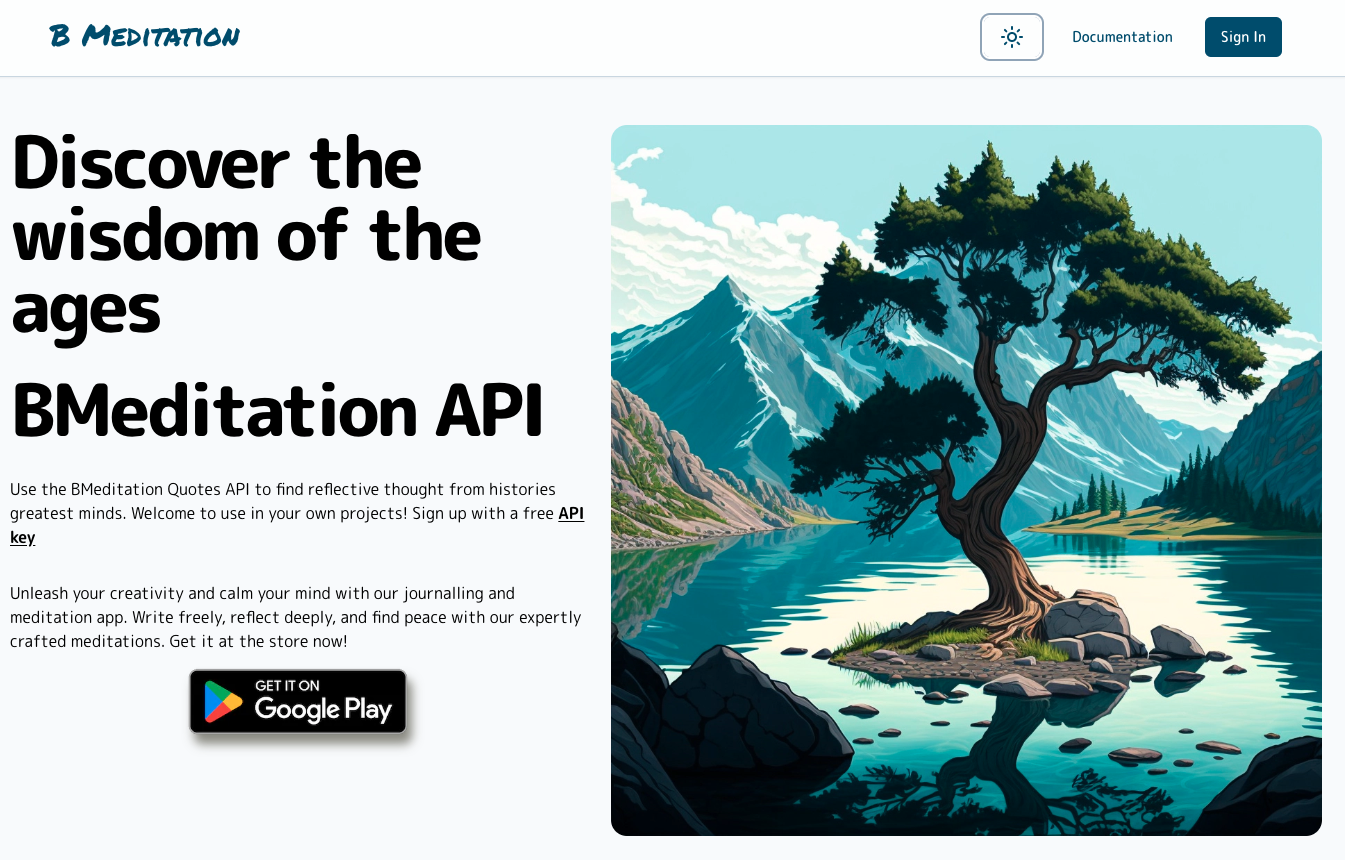 B Meditation
Documentation
Sign In
Discover the
wisdom of the
ages
BMeditation API
Use the BMeditation Quotes API to find reflective thought from histories
greatest minds. Welcome to use in your own projects! Sign up with a free API
key
Unleash your creativity and calm your mind with our journalling and
meditation app. Write freely, reflect deeply, and find peace with our expertly
crafted meditations. Get it at the store now!
GET IT ON
Google Play